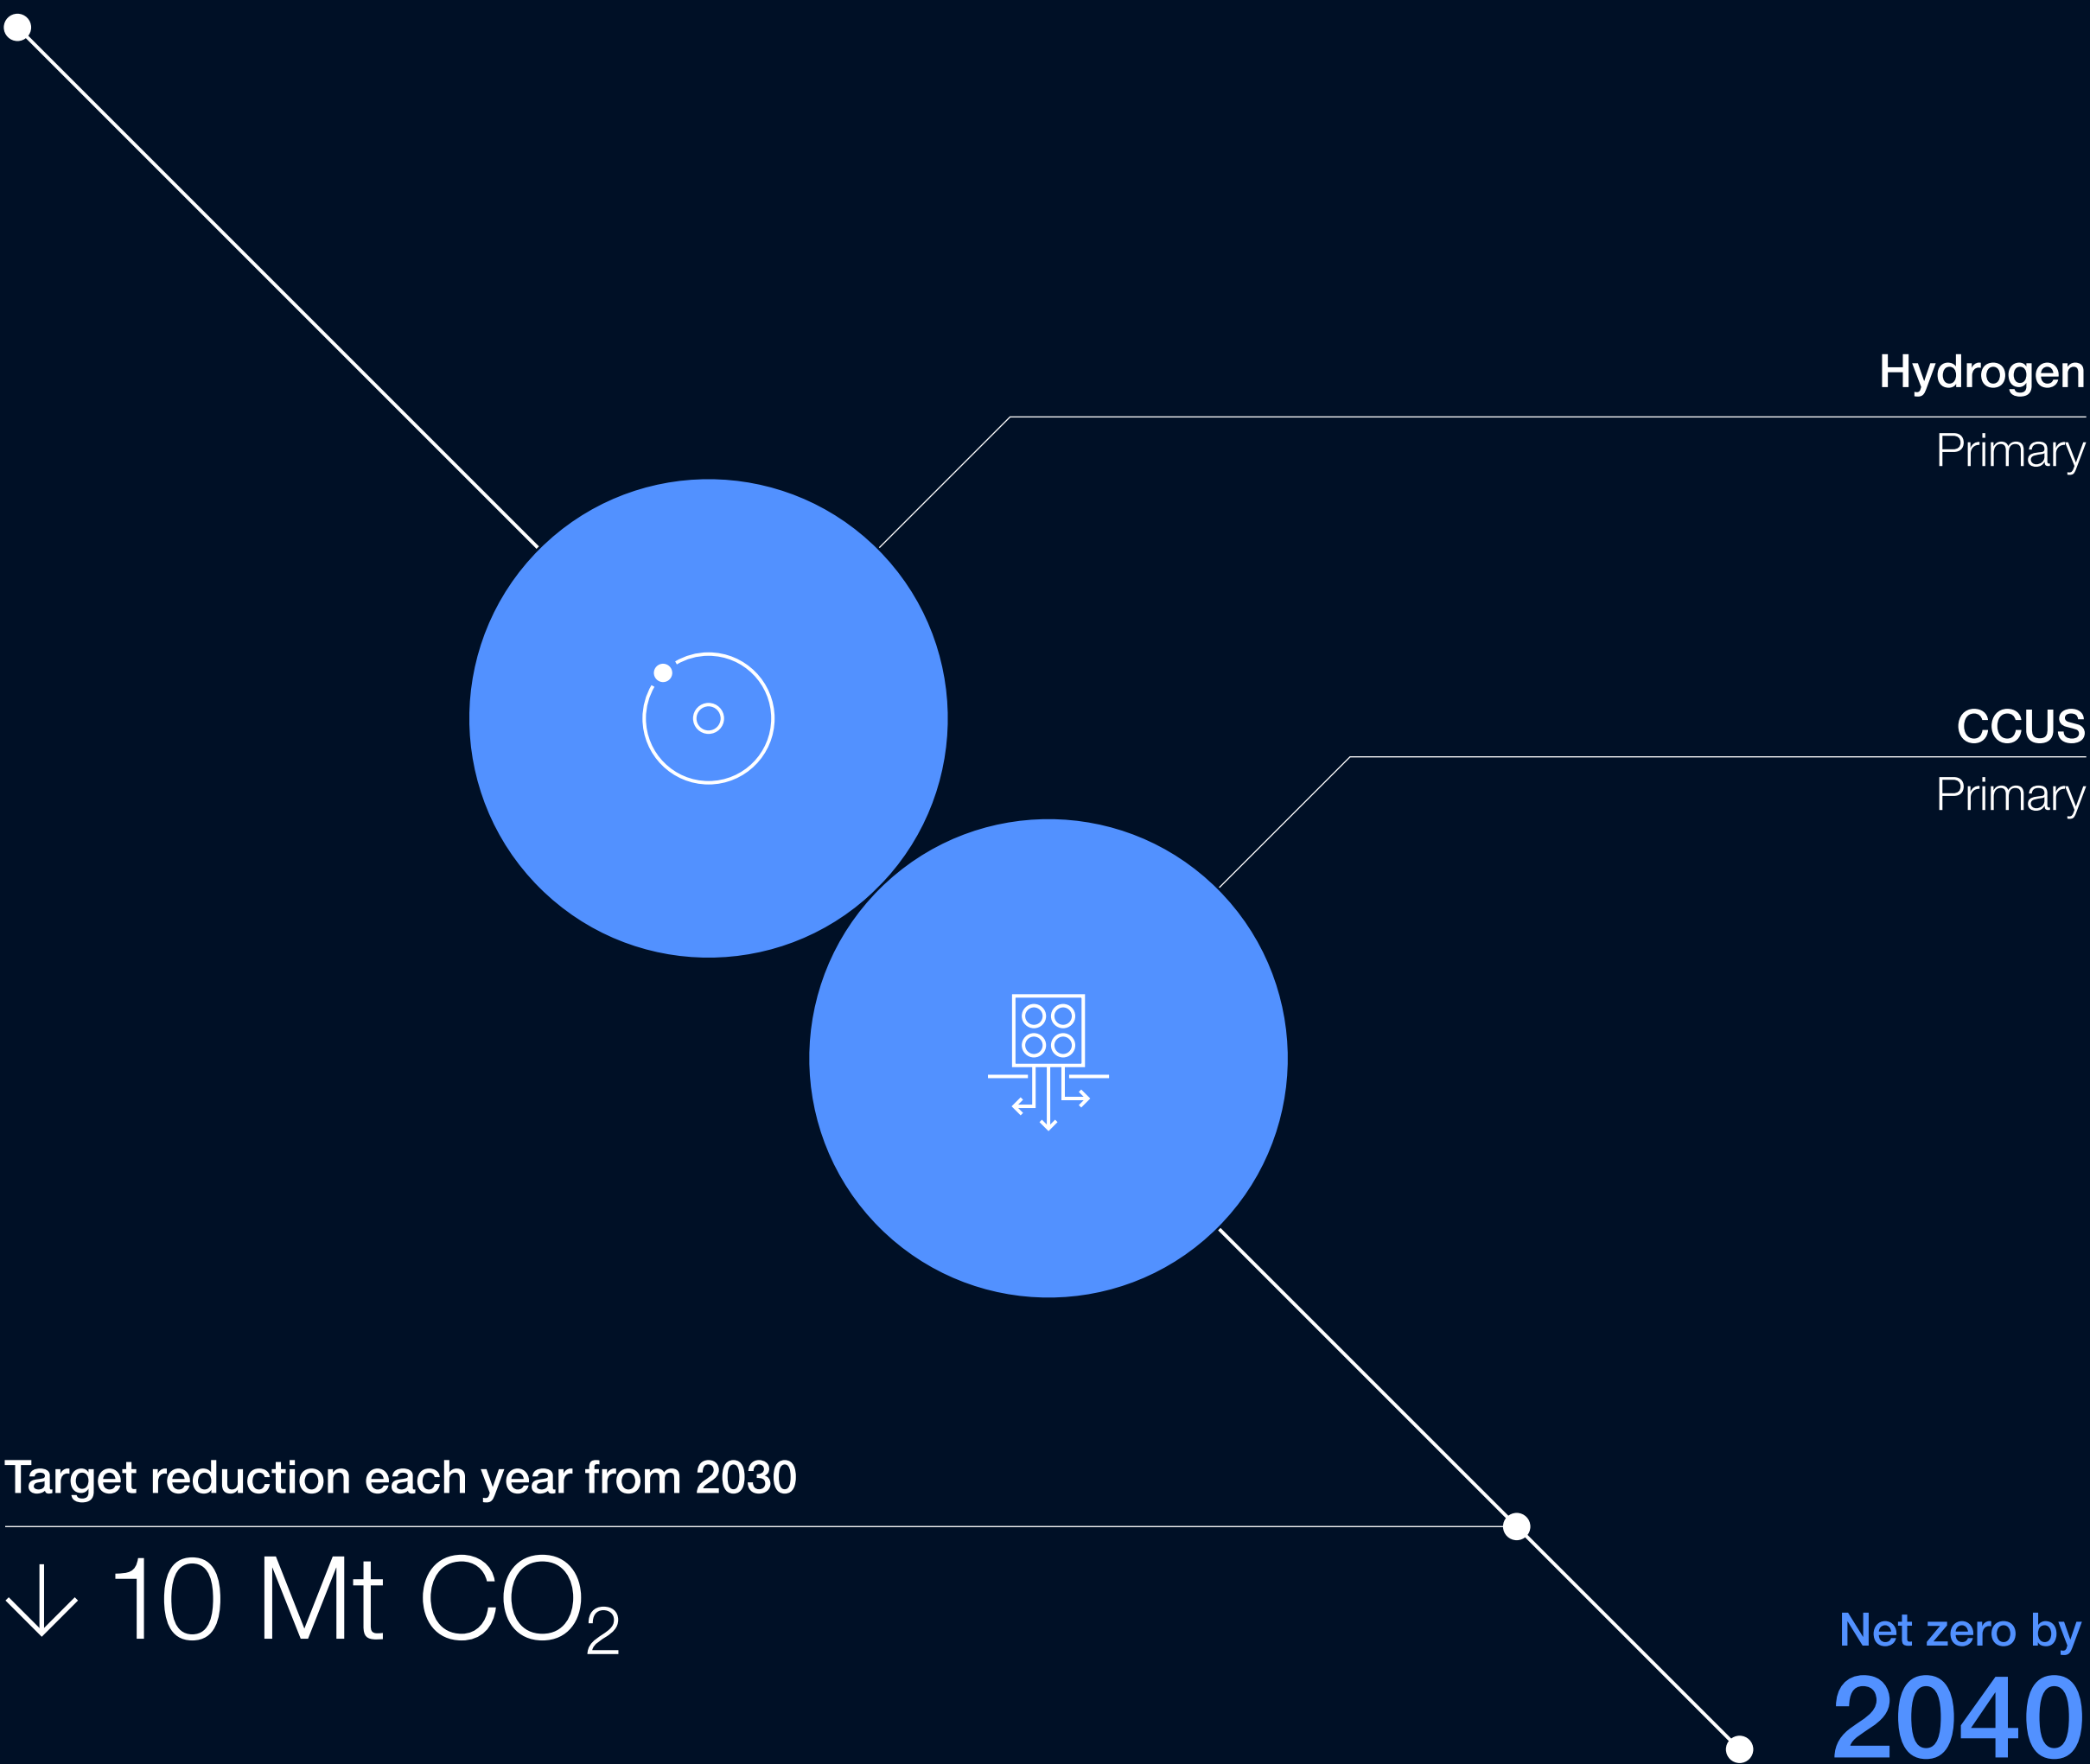 Hydrogen
Primary
CCUS
Primary
Target reduction each year from 2030
10 Mt CO₂
Net zero by
2040